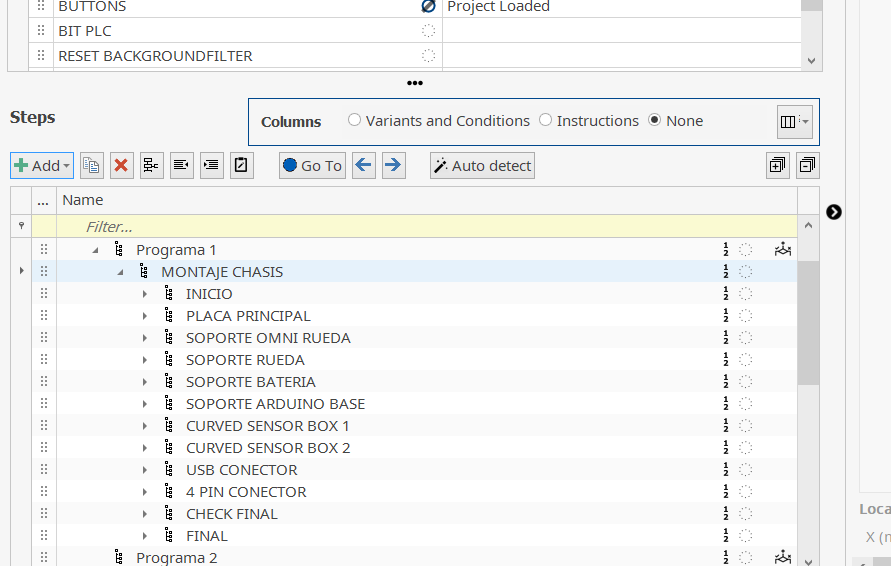 BUTTONS Project Loaded
BIT PLC
RESET BACKGROUNDFILTER
•••
Steps
Columns Variants and Conditions Instructions None
Add Go To Auto detect
... Name
Filter...
Programa 1
MONTAJE CHASIS
INICIO
PLACA PRINCIPAL
SOPORTE OMNI RUEDA
SOPORTE RUEDA
SOPORTE BATERIA
SOPORTE ARDUINO BASE
CURVED SENSOR BOX 1
CURVED SENSOR BOX 2
USB CONECTOR
4 PIN CONECTOR
CHECK FINAL
FINAL
Loca
X (
Programa 2